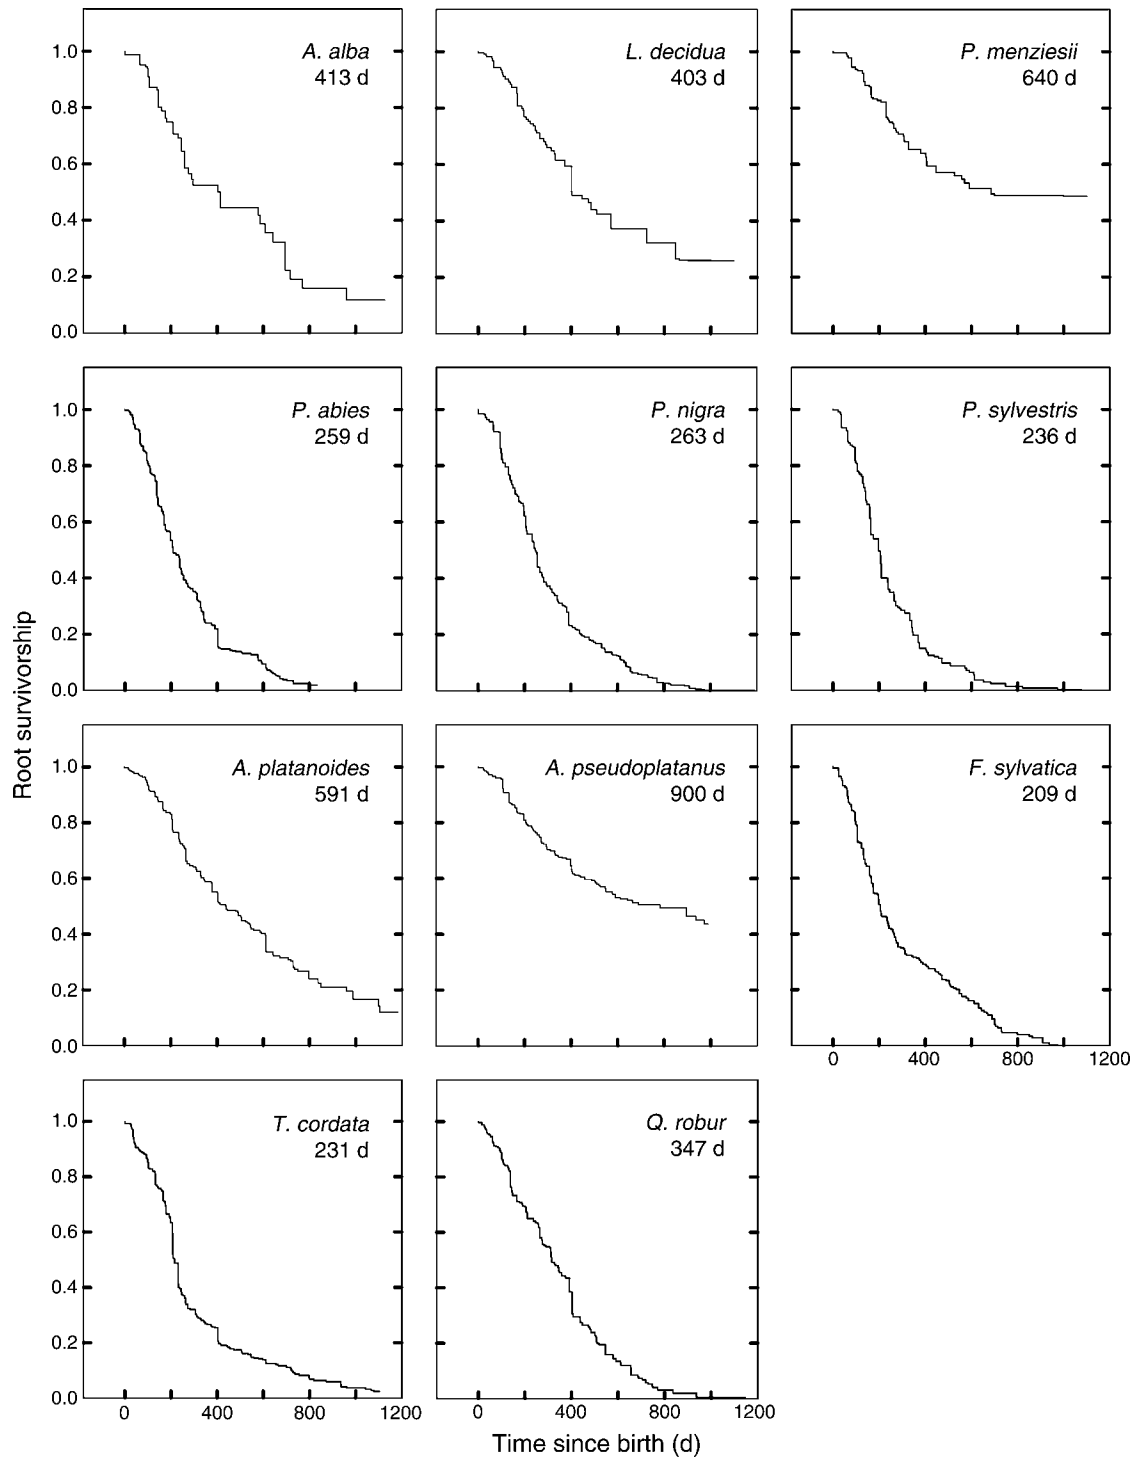 Root survivorship
1.0
0.8
0.6
0.4
0.2
0.0
A. alba
413 d
L. decidua
403 d
P. menziesii
640 d
1.0
0.8
0.6
0.4
0.2
0.0
P. abies
259 d
P. nigra
263 d
P. sylvestris
236 d
1.0
0.8
0.6
0.4
0.2
0.0
A. platanoides
591 d
A. pseudoplatanus
900 d
F. sylvatica
209 d
0 400 800 1200
1.0
0.8
0.6
0.4
0.2
0.0
T. cordata
231 d
Q. robur
347 d
0 400 800 1200
0 400 800 1200
Time since birth (d)